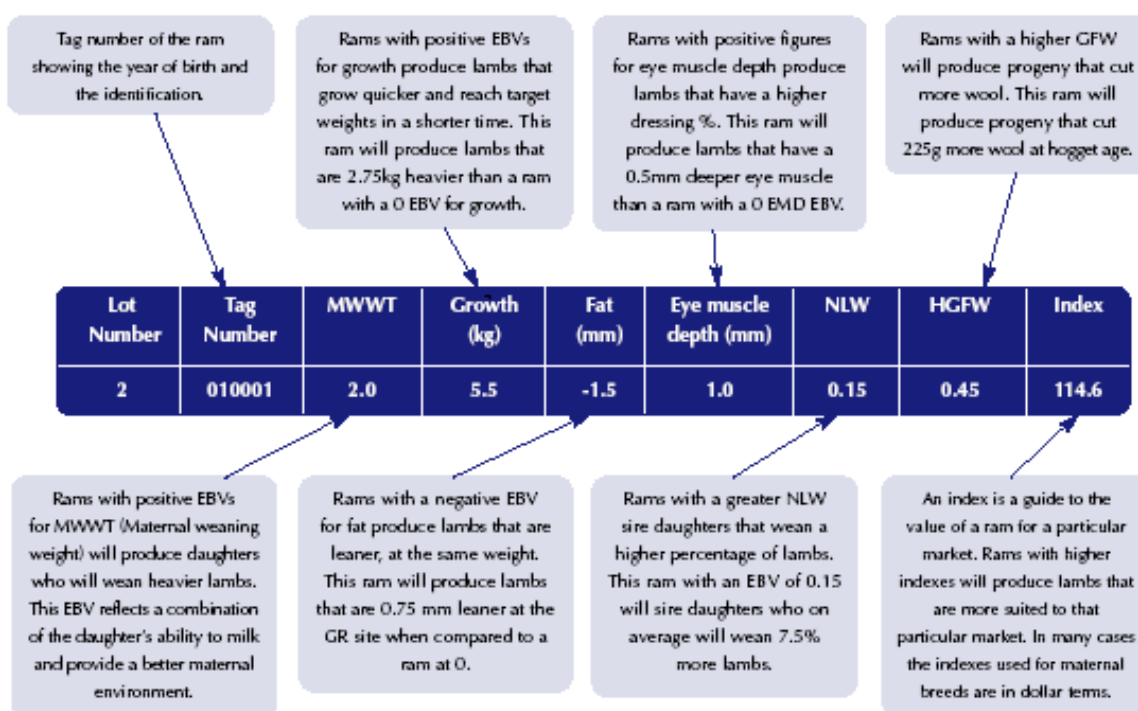 Tag number of the ram
showing the year of birth and
the identification.
Rams with positive EBVs
for growth produce lambs that
grow quicker and reach target
weights in a shorter time. This
ram will produce lambs that
are 2.75kg heavier than a ram
with a 0 EBV for growth.
Rams with positive figures
for eye muscle depth produce
lambs that have a higher
dressing %. This ram will
produce lambs that have a
0.5mm deeper eye muscle
than a ram with a 0 EMD EBV.
Rams with a higher GFW
will produce progeny that cut
more wool. This ram will
produce progeny that cut
225g more wool at hogget age.
Lot Number Tag Number MWWT Growth (kg) Fat (mm) Eye muscle depth (mm) NLW HGFW Index
2 010001 2.0 5.5 -1.5 1.0 0.15 0.45 114.6
Rams with positive EBVs
for MWWT (Maternal weaning
weight) will produce daughters
who will wean heavier lambs.
This EBV reflects a combination
of the daughter's ability to milk
and provide a better maternal
environment.
Rams with a negative EBV
for fat produce lambs that are
leaner, at the same weight.
This ram will produce lambs
that are 0.75 mm leaner at the
GR site when compared to a
ram at 0.
Rams with a greater NLW
sire daughters that wean a
higher percentage of lambs.
This ram with an EBV of 0.15
will sire daughters who on
average will wean 7.5%
more lambs.
An index is a guide to the
value of a ram for a particular
market. Rams with higher
indexes will produce lambs that
are more suited to that
particular market. In many cases
the indexes used for maternal
breeds are in dollar terms.